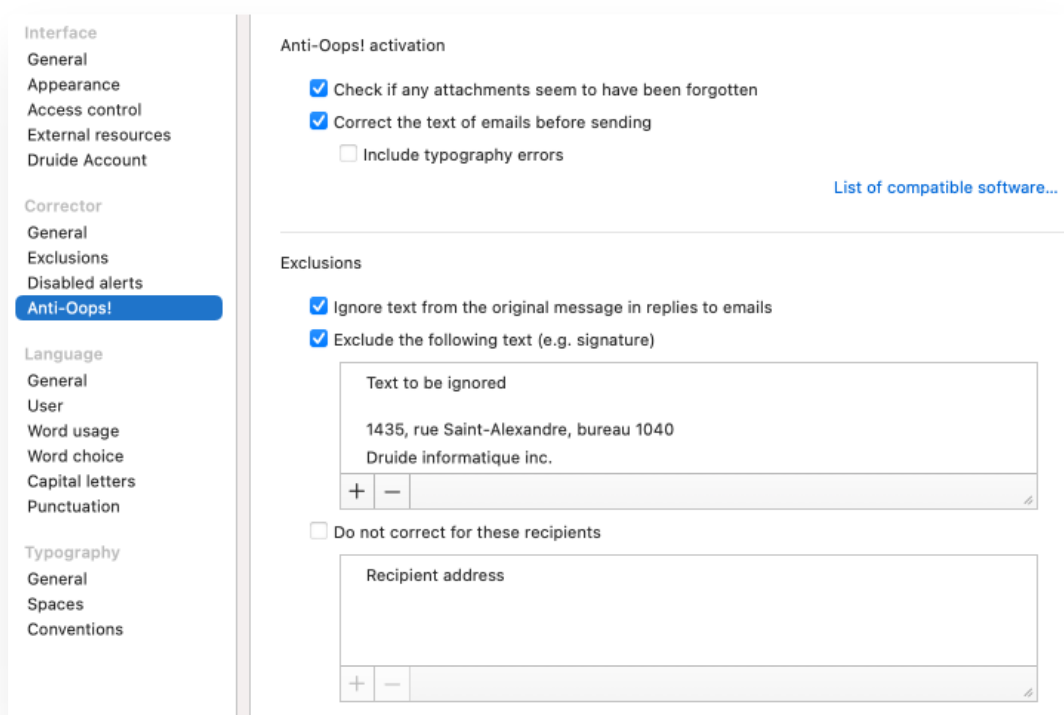 Interface
General
Appearance
Access control
External resources
Druide Account
Corrector
General
Exclusions
Disabled alerts
Anti-Oops!
Language
General
User
Word usage
Word choice
Capital letters
Punctuation
Typography
General
Spaces
Conventions
Anti-Oops! activation
Check if any attachments seem to have been forgotten
Correct the text of emails before sending
Include typography errors
List of compatible software...
Exclusions
Ignore text from the original message in replies to emails
Exclude the following text (e.g. signature)
Text to be ignored
1435, rue Saint-Alexandre, bureau 1040
Druide informatique inc.
Do not correct for these recipients
Recipient address